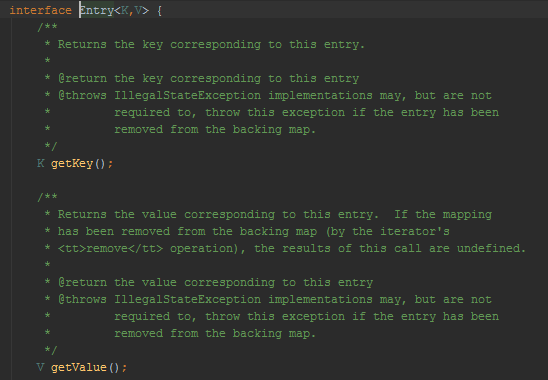 interface Entry<K,V> {
/**
* Returns the key corresponding to this entry.
*
* @return the key corresponding to this entry
* @throws IllegalStateException implementations may, but are not
*         required to, throw this exception if the entry has been
*         removed from the backing map.
*/
K getKey();
/**
* Returns the value corresponding to this entry.  If the mapping
* has been removed from the backing map (by the iterator's
* <tt>remove</tt> operation), the results of this call are undefined.
*
* @return the value corresponding to this entry
* @throws IllegalStateException implementations may, but are not
*         required to, throw this exception if the entry has been
*         removed from the backing map.
*/
V getValue();